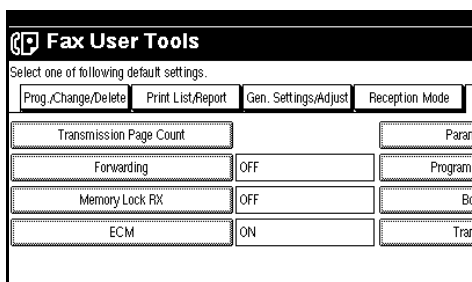 Fax User Tools
Select one of following default settings.
Prog./Change/Delete Print List/Report Gen. Settings/Adjust Reception Mode
Transmission Page Count
Forwarding OFF
Memory Lock RX OFF
ECM ON